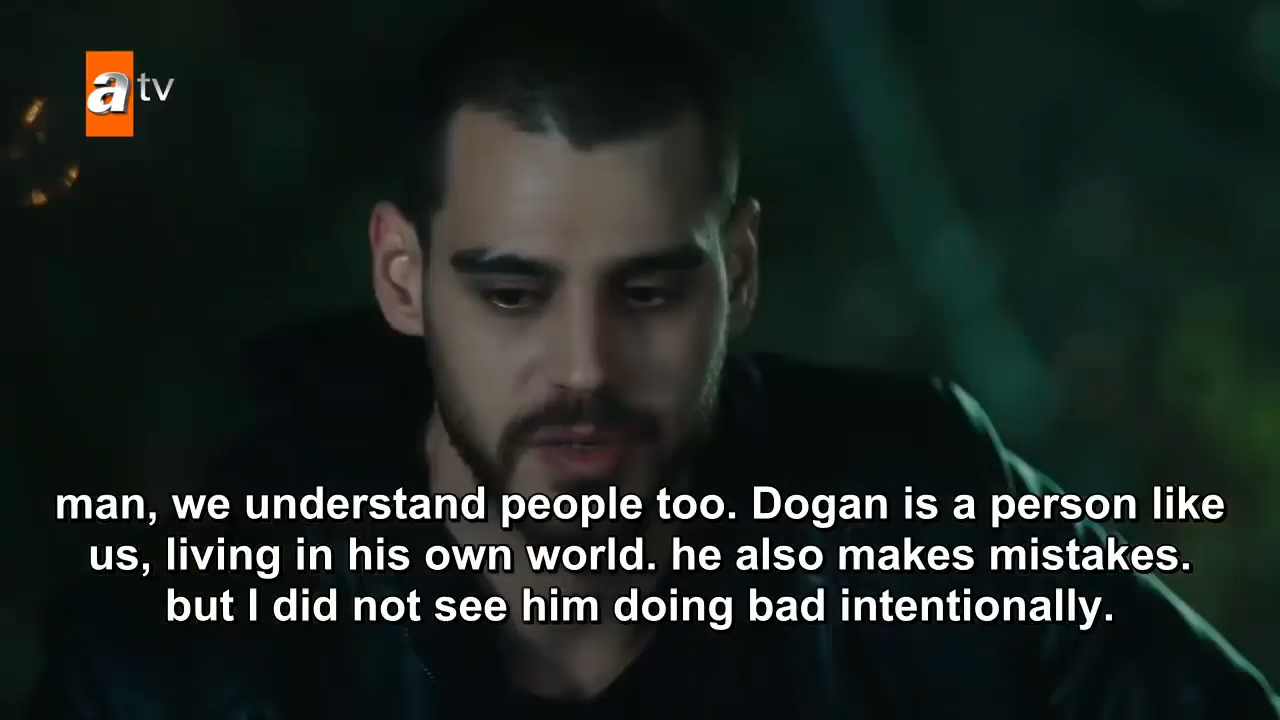 atv
man, we understand people too. Dogan is a person like
us, living in his own world. he also makes mistakes.
but I did not see him doing bad intentionally.